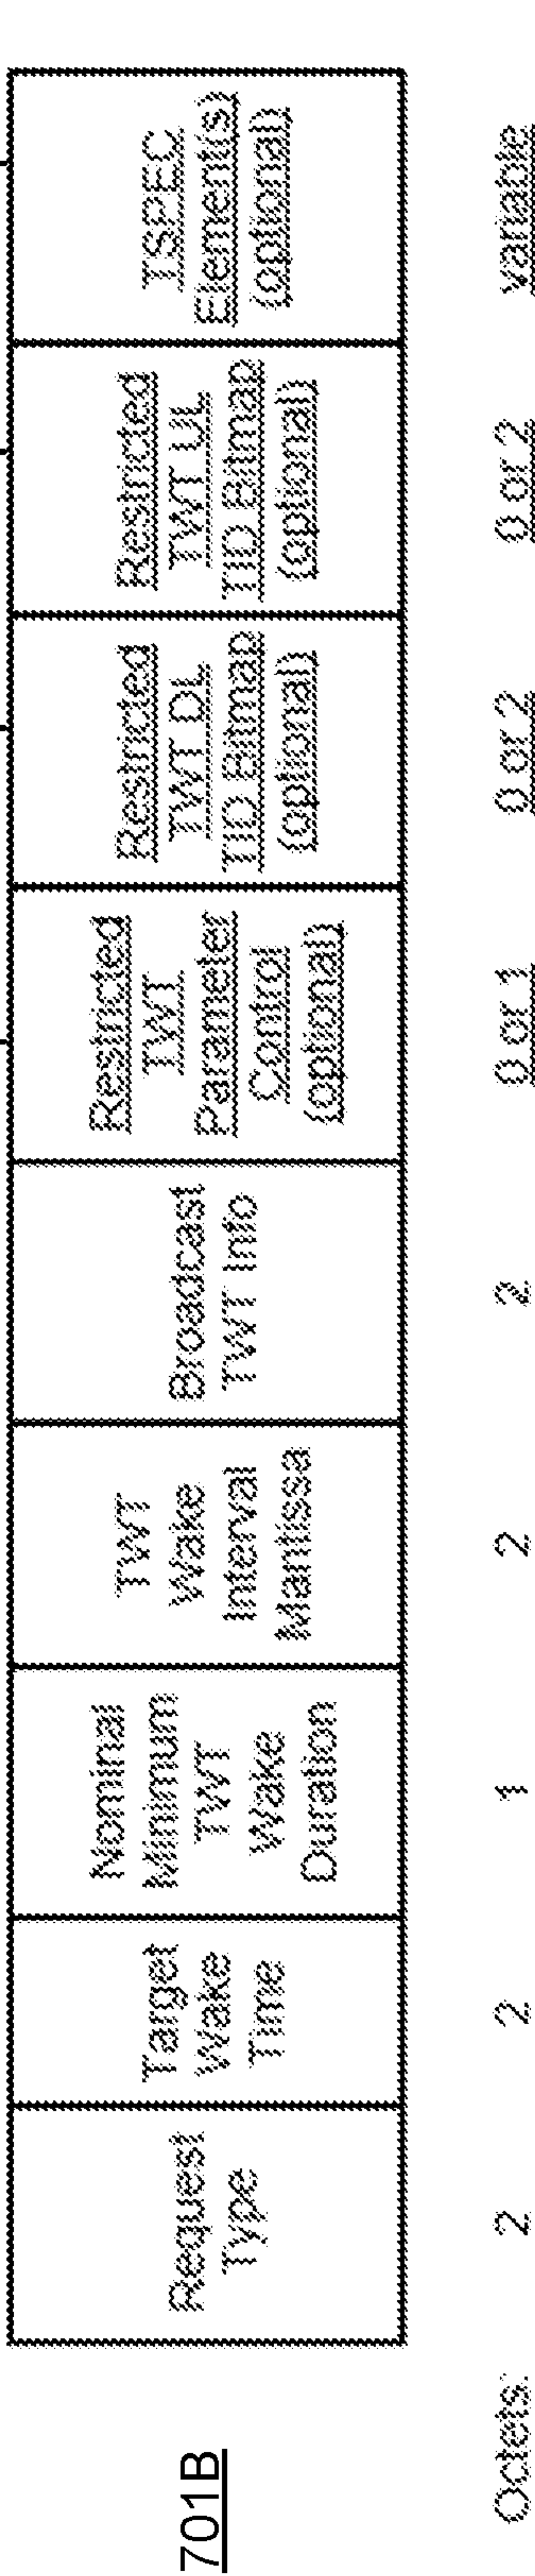 701B
Request
Type
Target
Wake
Time
Nominal
Minimum
TWT
Wake
Duration
TWT
Wake
Interval
Mantissa
Broadcast
TWT Info
Restricted
TWT
Parameter
Control
(optional)
Restricted
TWT DL
TID Bitmap
(optional)
Restricted
TWT UL
TID Bitmap
(optional)
TSPEC
Element(s)
(optional)
Octets: 2 2 1 2 2 0 or 1 0 or 2 0 or 2 variable